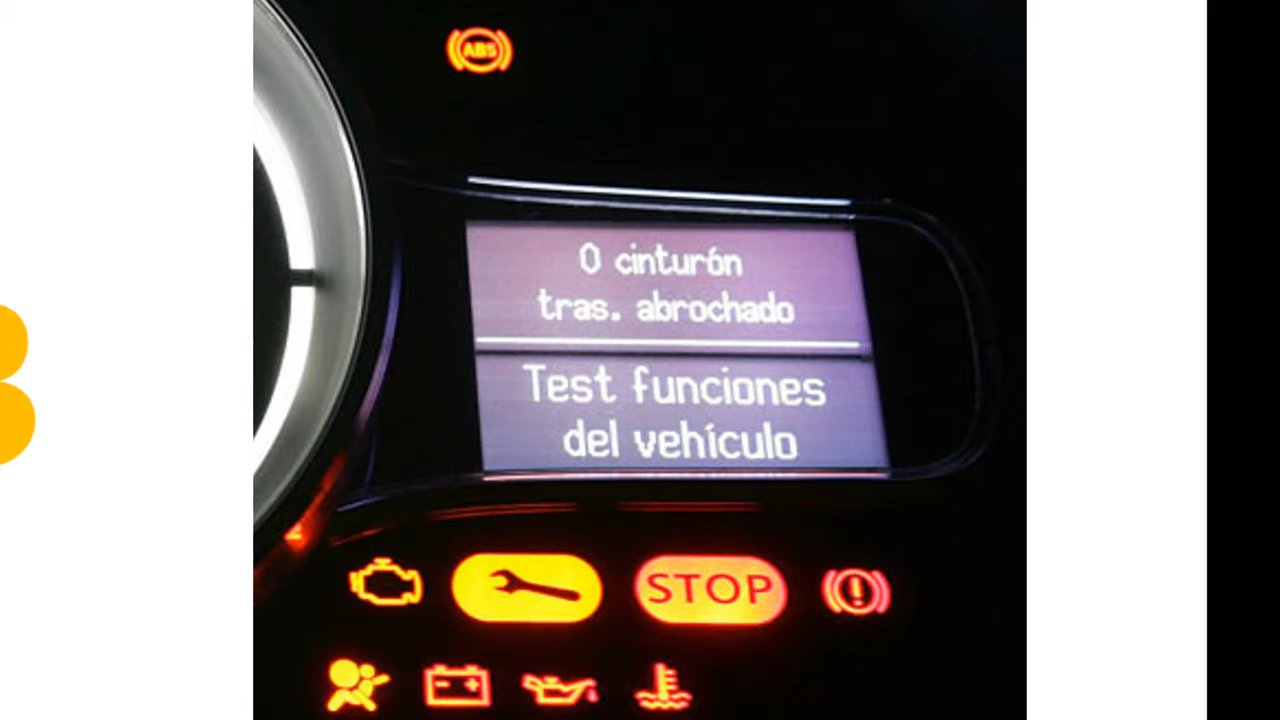 ABS
0 cinturón
tras. abrochado
Test funciones
del vehículo
STOP